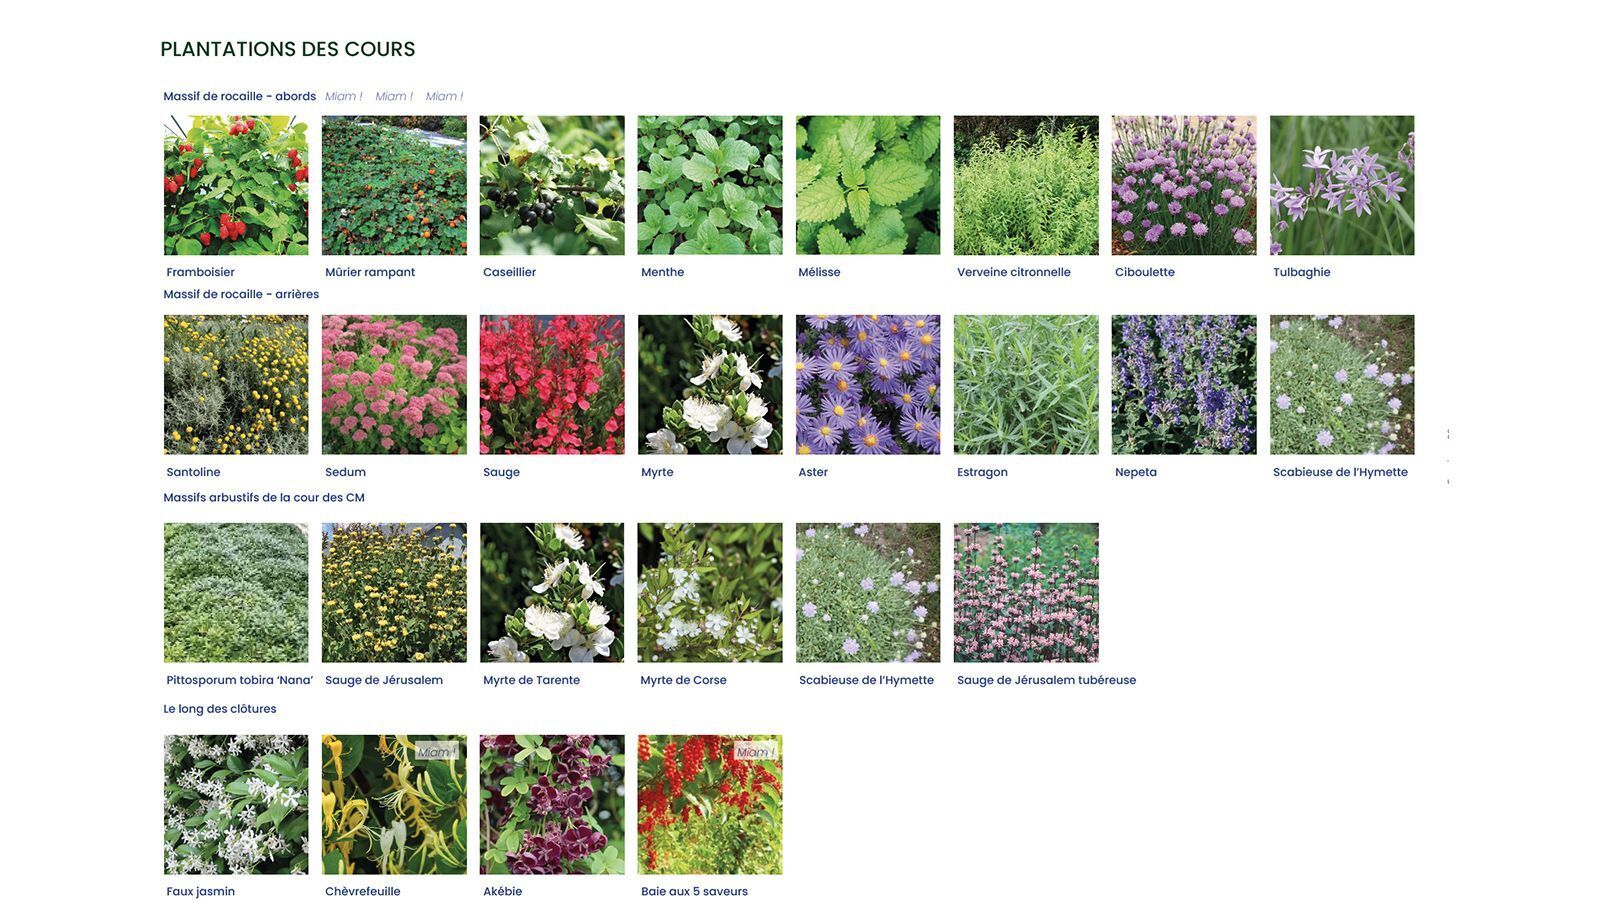 PLANTATIONS DES COURS
Massif de rocaille - abords Miam ! Miam ! Miam !
Framboisier Mûrier rampant Caseillier Menthe Mélisse Verveine citronnelle Ciboulette Tulbaghie
Massif de rocaille - arrières
Santoline Sedum Sauge Myrte Aster Estragon Nepeta Scabieuse de l'Hymette
Massifs arbustifs de la cour des CM
Pittosporum tobira ‘Nana’ Sauge de Jérusalem Myrte de Tarente Myrte de Corse Scabieuse de l'Hymette Sauge de Jérusalem tubéreuse
Le long des clôtures
Miam ! Miam !
Faux jasmin Chèvrefeuille Akébie Baie aux 5 saveurs